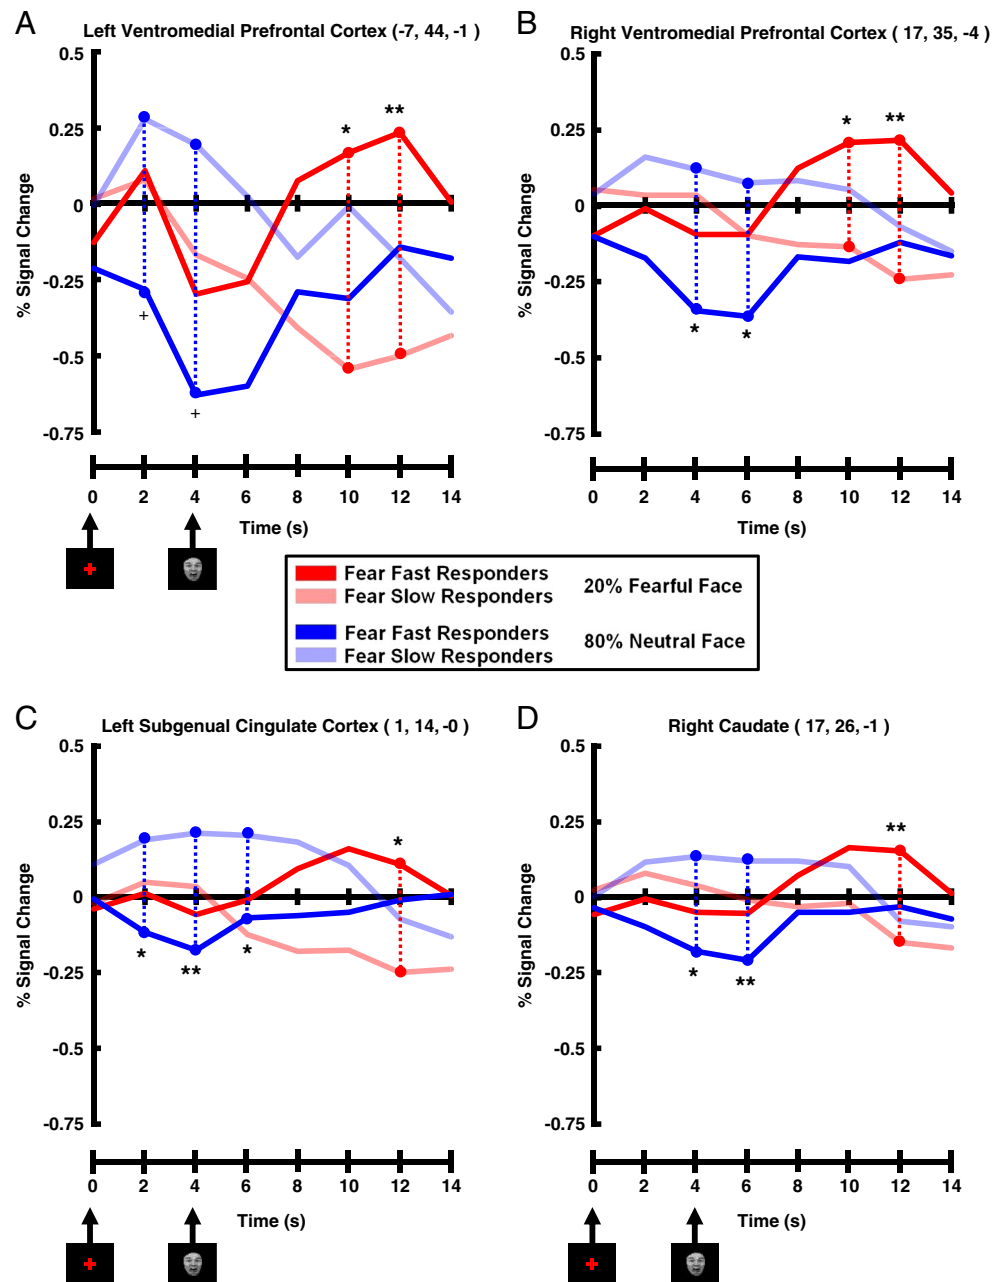 A
Left Ventromedial Prefrontal Cortex (-7, 44, -1 )
0.5
0.25
0
-0.25
-0.5
-0.75
% Signal Change
*
**
+
+
0 2 4 6 8 10 12 14
Time (s)
B
Right Ventromedial Prefrontal Cortex ( 17, 35, -4 )
0.5
0.25
0
-0.25
-0.5
-0.75
% Signal Change
*
**
*
*
0 2 4 6 8 10 12 14
Time (s)
Fear Fast Responders
Fear Slow Responders
20% Fearful Face
Fear Fast Responders
Fear Slow Responders
80% Neutral Face
C
Left Subgenual Cingulate Cortex ( 1, 14, -0 )
0.5
0.25
0
-0.25
-0.5
-0.75
% Signal Change
*
*
**
*
0 2 4 6 8 10 12 14
Time (s)
D
Right Caudate ( 17, 26, -1 )
0.5
0.25
0
-0.25
-0.5
-0.75
% Signal Change
**
*
**
0 2 4 6 8 10 12 14
Time (s)